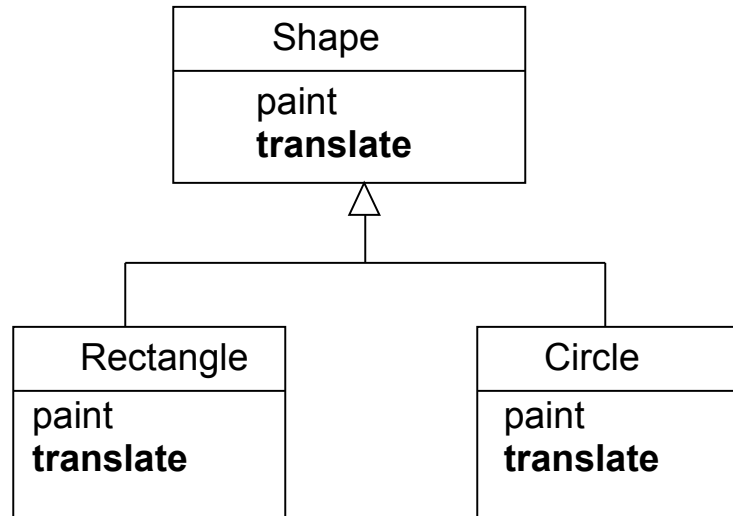 Shape
paint
translate
Rectangle
paint
translate
Circle
paint
translate